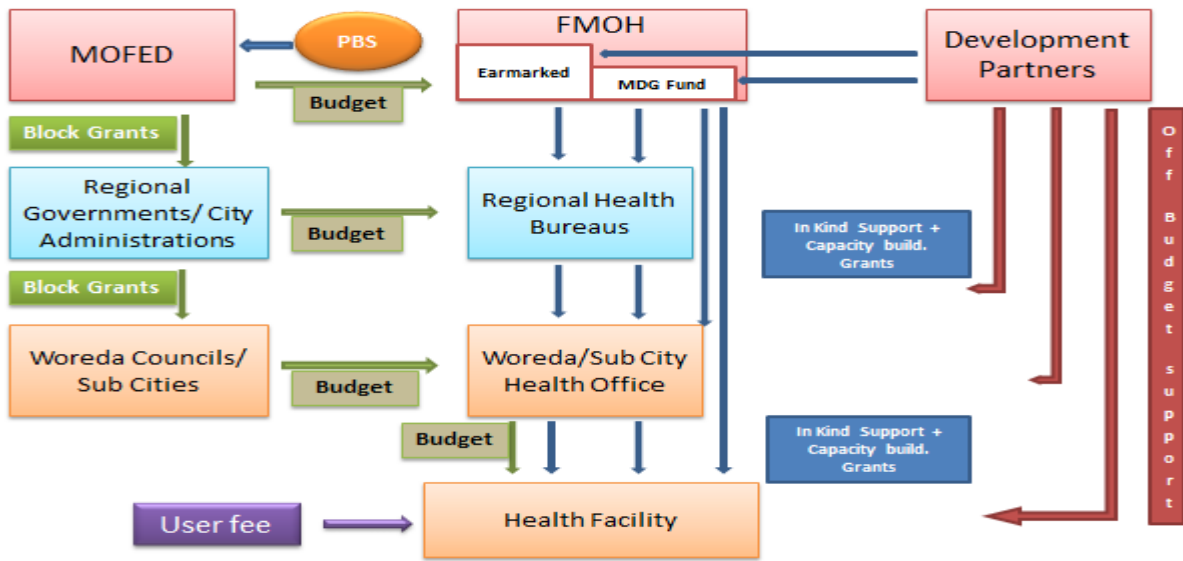 MOFED
PBS
FMOH
Earmarked
MDG Fund
Development
Partners
Budget
Block Grants
Regional
Governments/ City
Administrations
Budget
Regional Health
Bureaus
In Kind Support +
Capacity build.
Grants
Block Grants
Woreda Councils/
Sub Cities
Budget
Woreda/Sub City
Health Office
Budget
In Kind Support +
Capacity build.
Grants
User fee
Health Facility
Off Budget support